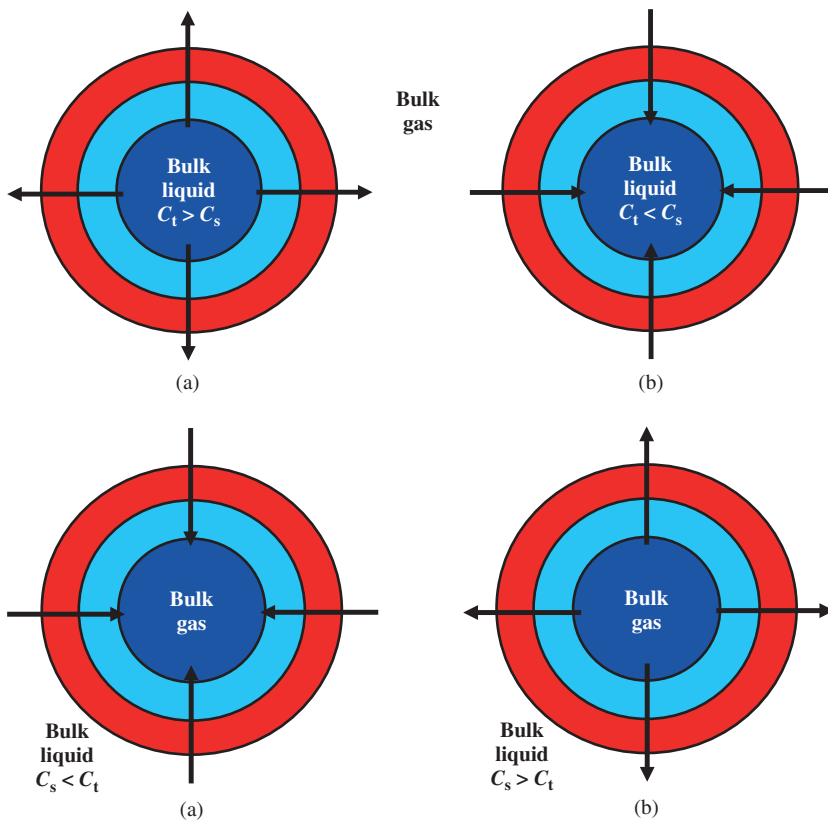 Bulk
gas
Bulk
liquid
Cₜ > Cₛ
Bulk
liquid
Cₜ < Cₛ
(a)
(b)
Bulk
gas
Bulk
gas
Bulk
liquid
Cₛ < Cₜ
Bulk
liquid
Cₛ > Cₜ
(a)
(b)